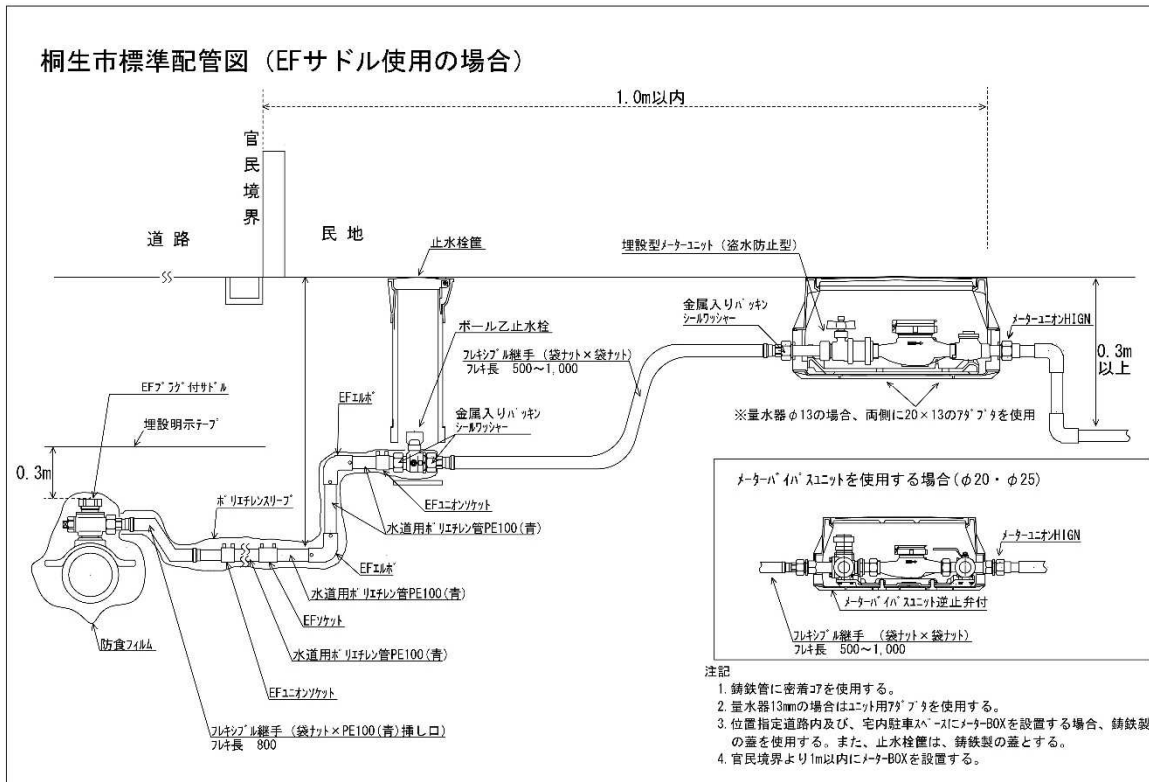 桐生市標準配管図（EFサドル使用の場合）
1.0m以内
官民境界
道路
民地
止水栓筐
埋設型メーターユニット（盗水防止型）
金属入りパッキン
シールワッシャー
メーターユニオンHIGN
ボール乙止水栓
フレキシブル継手 （袋ナット×袋ナット）
フレキ長 500～1,000
0.3m
以上
EFプラグ付サドル
EFエルボ
埋設明示テープ
金属入りパッキン
シールワッシャー
※量水器φ13の場合、両側に20×13のアダプタを使用
0.3m
ポリエチレンスリーブ
EFユニオンソケット
水道用ポリエチレン管PE100(青)
EFエルボ
水道用ポリエチレン管PE100(青)
EFソケット
防食フィルム
水道用ポリエチレン管PE100(青)
EFユニオンソケット
フレキシブル継手 （袋ナット×PE100(青)挿し口）
フレキ長 800
メーターバイパスユニットを使用する場合(φ20・φ25)
メーターユニオンHIGN
メーターバイパスユニット逆止弁付
フレキシブル継手 （袋ナット×袋ナット）
フレキ長 500～1,000
注記
1. 鋳鉄管に密着コアを使用する。
2. 量水器13mmの場合はユニット用アダプタを使用する。
3. 位置指定道路内及び、宅内駐車スペースにメーターBOXを設置する場合、鋳鉄製
の蓋を使用する。また、止水栓筐は、鋳鉄製の蓋とする。
4. 官民境界より1m以内にメーターBOXを設置する。